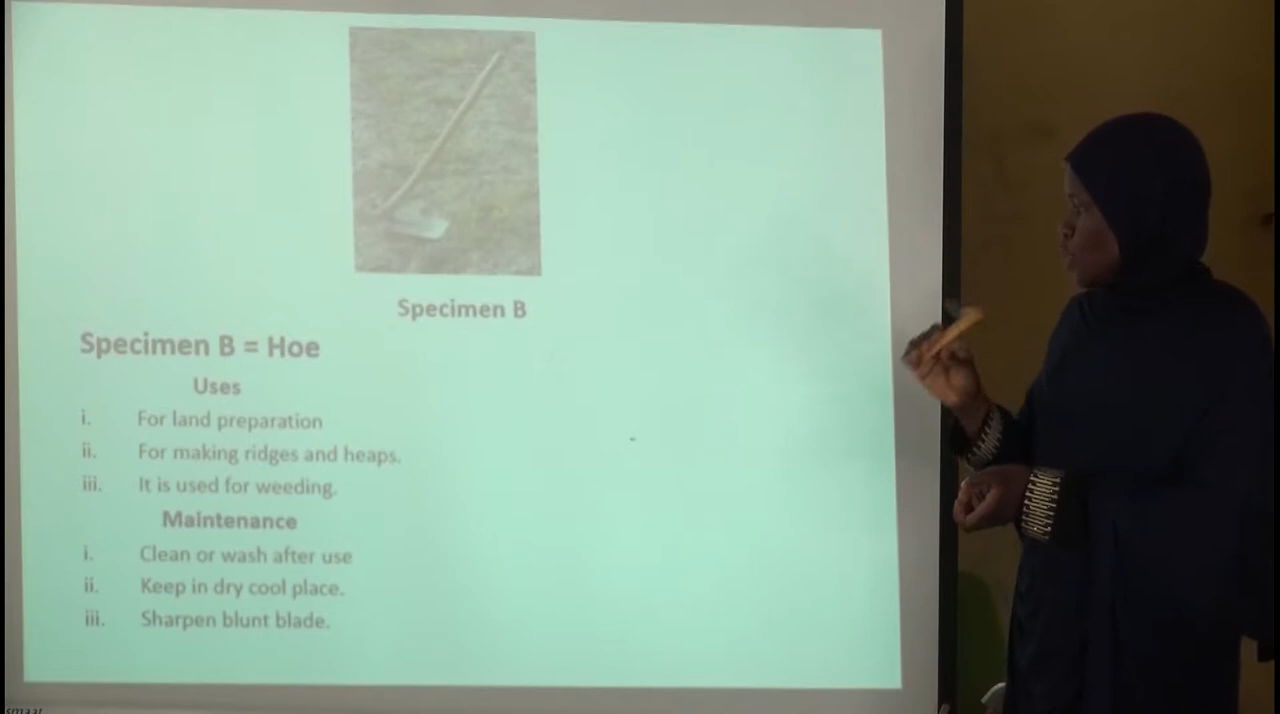 Specimen B
Specimen B = Hoe
Uses
i. For land preparation
ii. For making ridges and heaps.
iii. It is used for weeding.
Maintenance
i. Clean or wash after use
ii. Keep in dry cool place.
iii. Sharpen blunt blade.